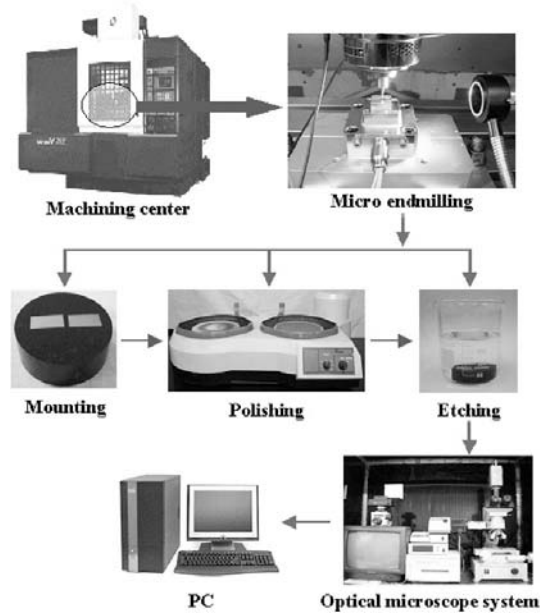 Machining center
Micro endmilling
Mounting
Polishing
Etching
PC
Optical microscope system